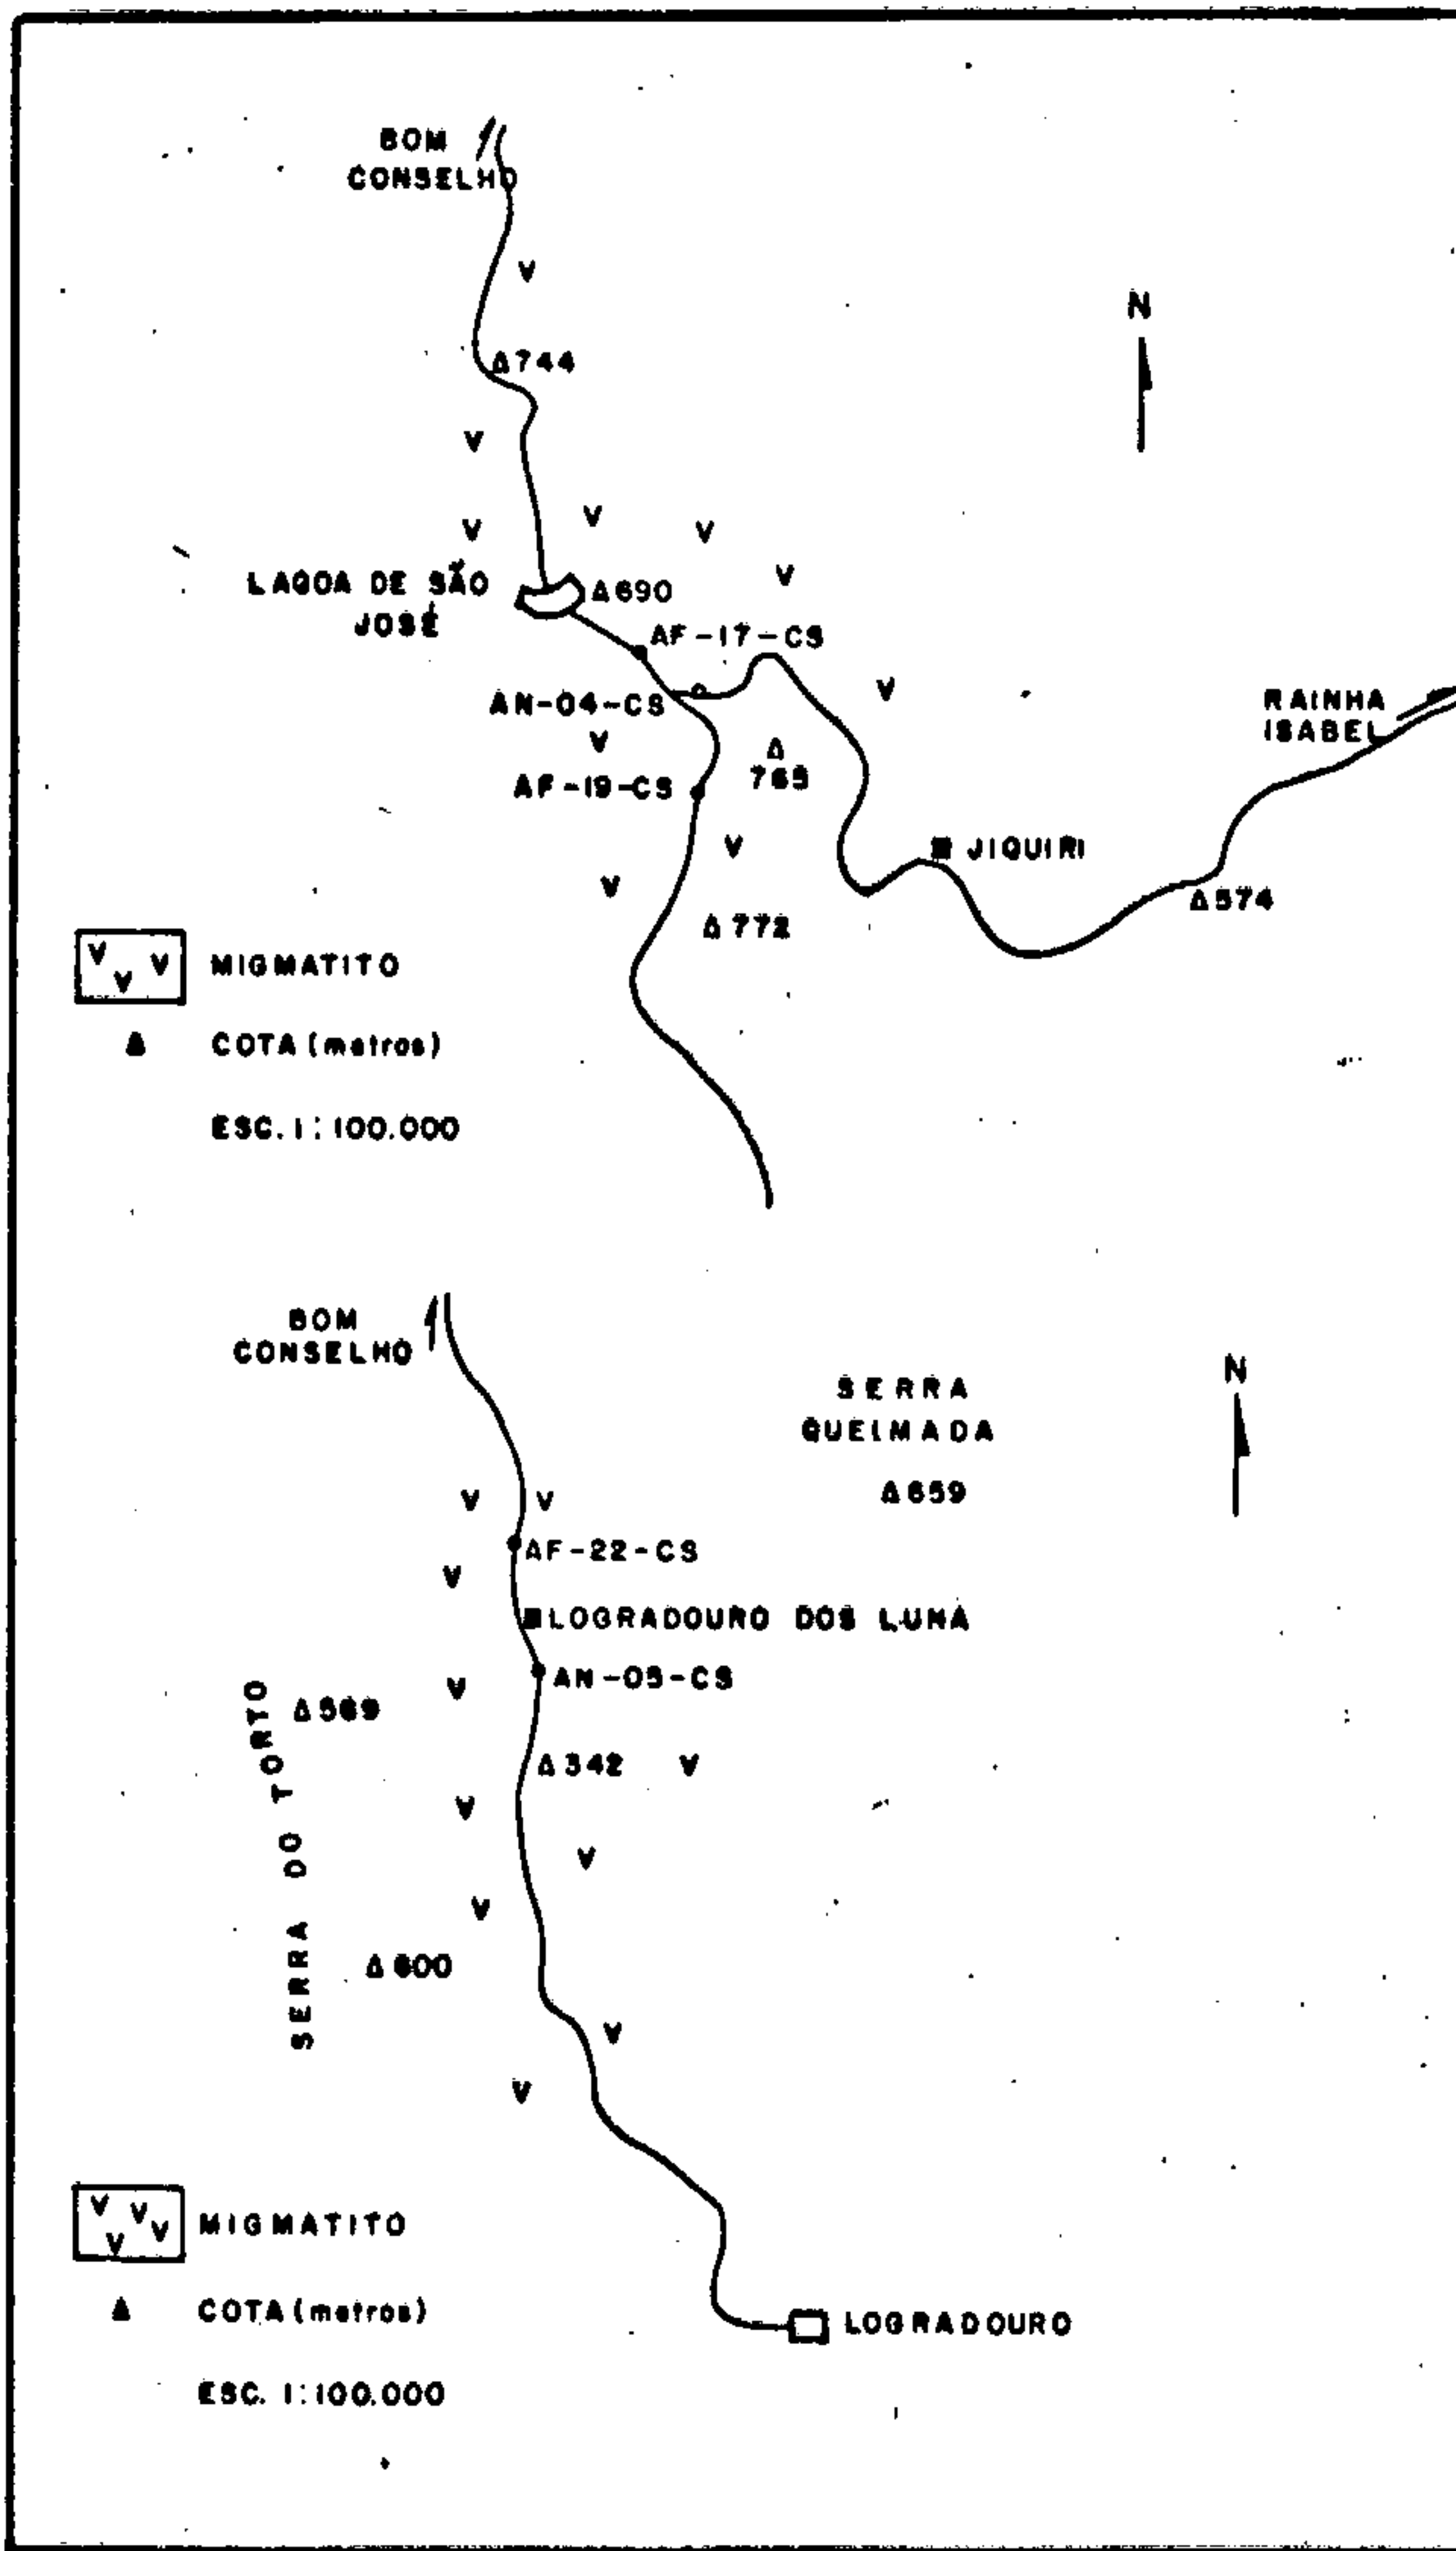 BOM
CONSELHO
N
Δ744
LAGOA DE SÃO
JOSÉ
Δ690
AF-17-CS
AN-04-CS
RAINHA
ISABEL
Δ
765
AF-19-CS
JIQUIRI
Δ574
Δ772
MIGMATITO
COTA (metros)
ESC. 1:100.000
BOM
CONSELHO
N
SERRA
QUEIMADA
Δ659
AF-22-CS
LOGRADOURO DOS LUNA
AN-05-CS
SERRA DO TORTO
Δ569
Δ342
Δ600
MIGMATITO
COTA (metros)
LOGRADOURO
ESC. 1:100.000